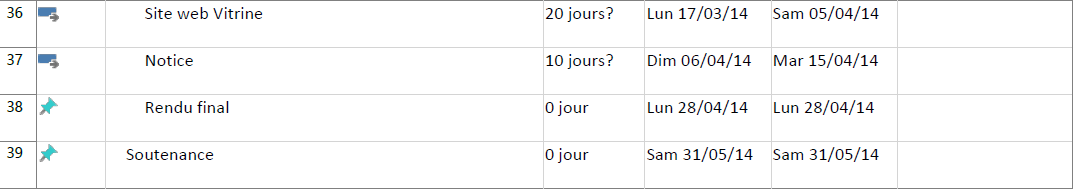 36 Site web Vitrine 20 jours? Lun 17/03/14 Sam 05/04/14
37 Notice 10 jours? Dim 06/04/14 Mar 15/04/14
38 Rendu final 0 jour Lun 28/04/14 Lun 28/04/14
39 Soutenance 0 jour Sam 31/05/14 Sam 31/05/14